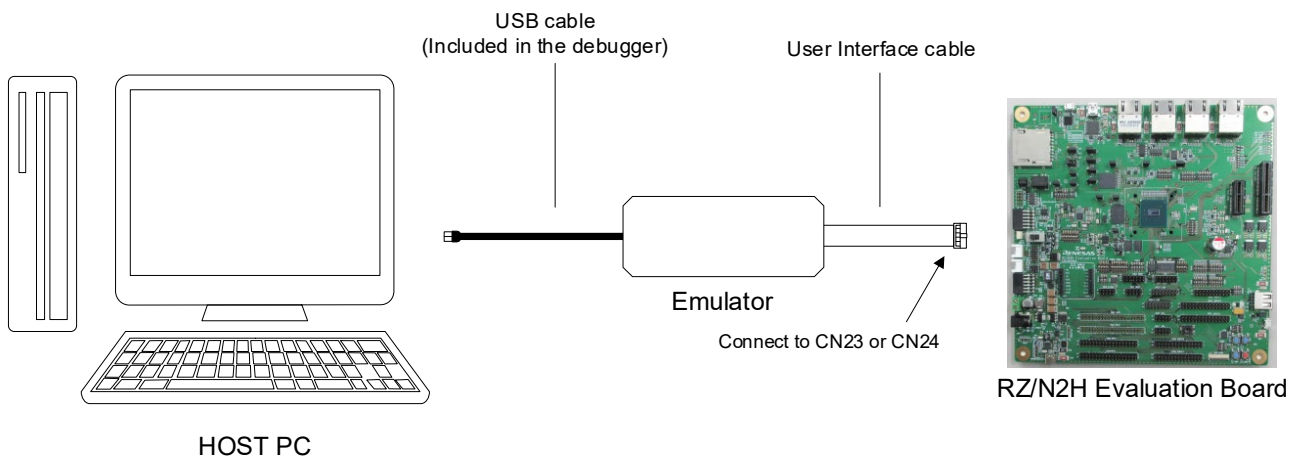 USB cable
(Included in the debugger)
User Interface cable
Emulator
Connect to CN23 or CN24
RENESAS
RZ/N2H Evaluation Board
HOST PC